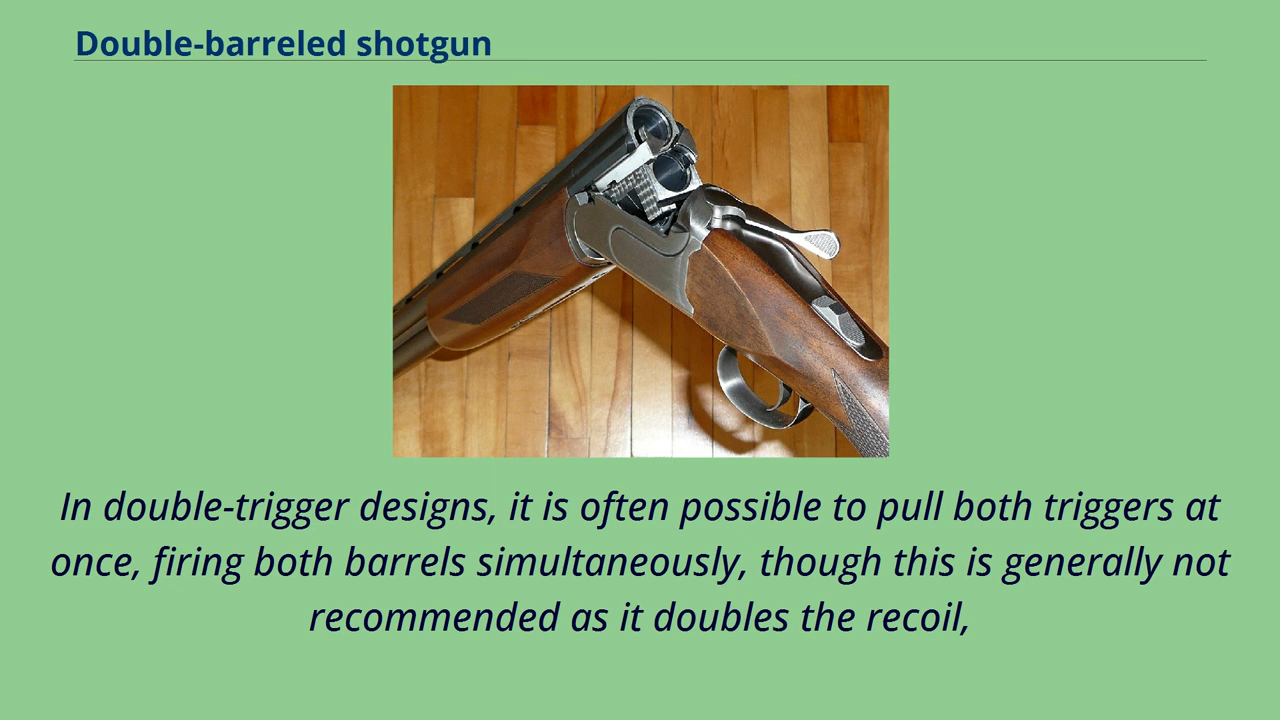 Double-barreled shotgun
In double-trigger designs, it is often possible to pull both triggers at
once, firing both barrels simultaneously, though this is generally not
recommended as it doubles the recoil,